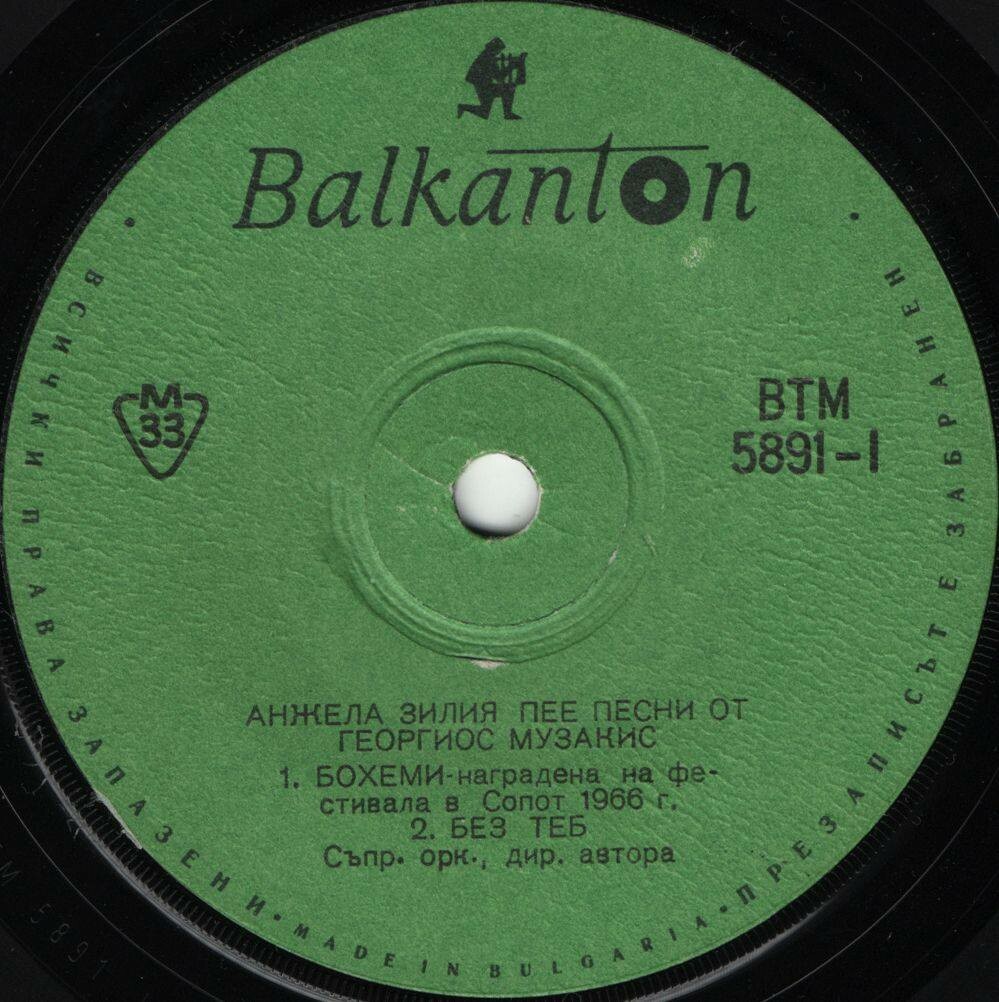 Balkanton
М
33
ВТМ
5891-I
АНЖЕЛА ЗИЛИЯ ПЕЕ ПЕСНИ ОТ
ГЕОРГИОС МУЗАКИС
1. БОХЕМИ-наградена на фе-
стивала в Сопот 1966 г.
2. БЕЗ ТЕБ
Съпр. орк., дир. автора
• ВСИЧКИ ПРАВА ЗАПАЗЕНИ • MADE IN BULGARIA • ПРЕЗАПИСЪТ Е ЗАБРАНЕН •
M 5891